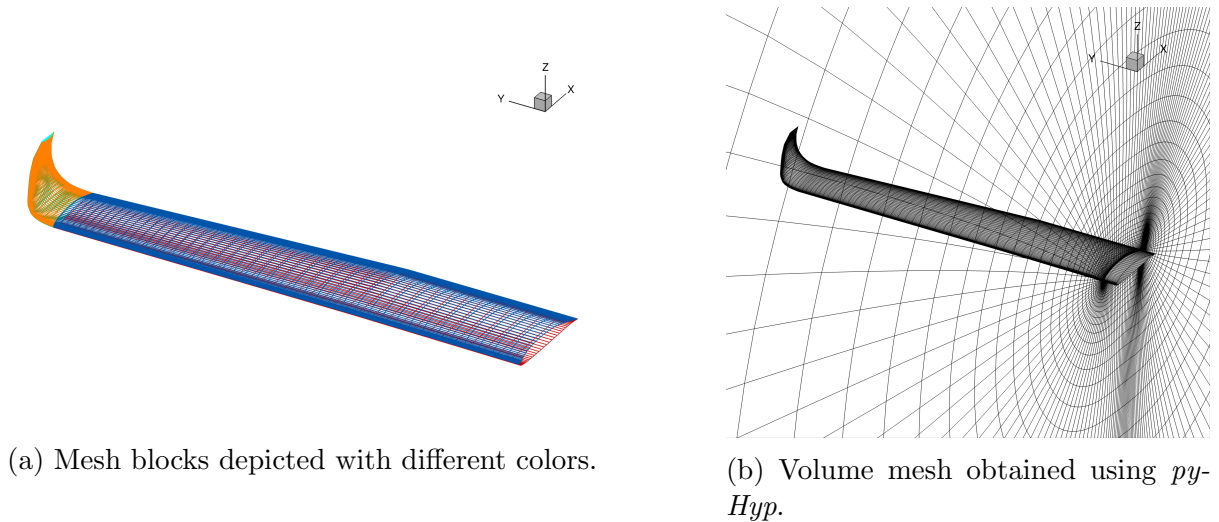 Z
Y
X
Z
Y
X
(a) Mesh blocks depicted with different colors.
(b) Volume mesh obtained using py-
Hyp.